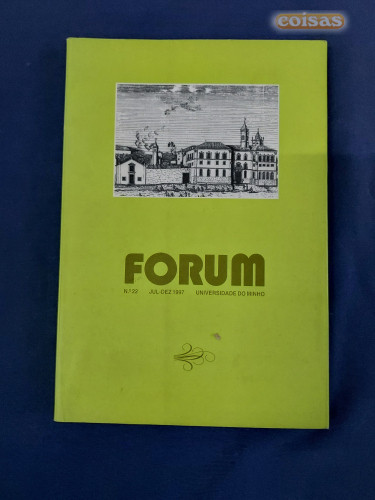 coisas
FORUM
N.º 22 JUL-DEZ 1997 UNIVERSIDADE DO MINHO